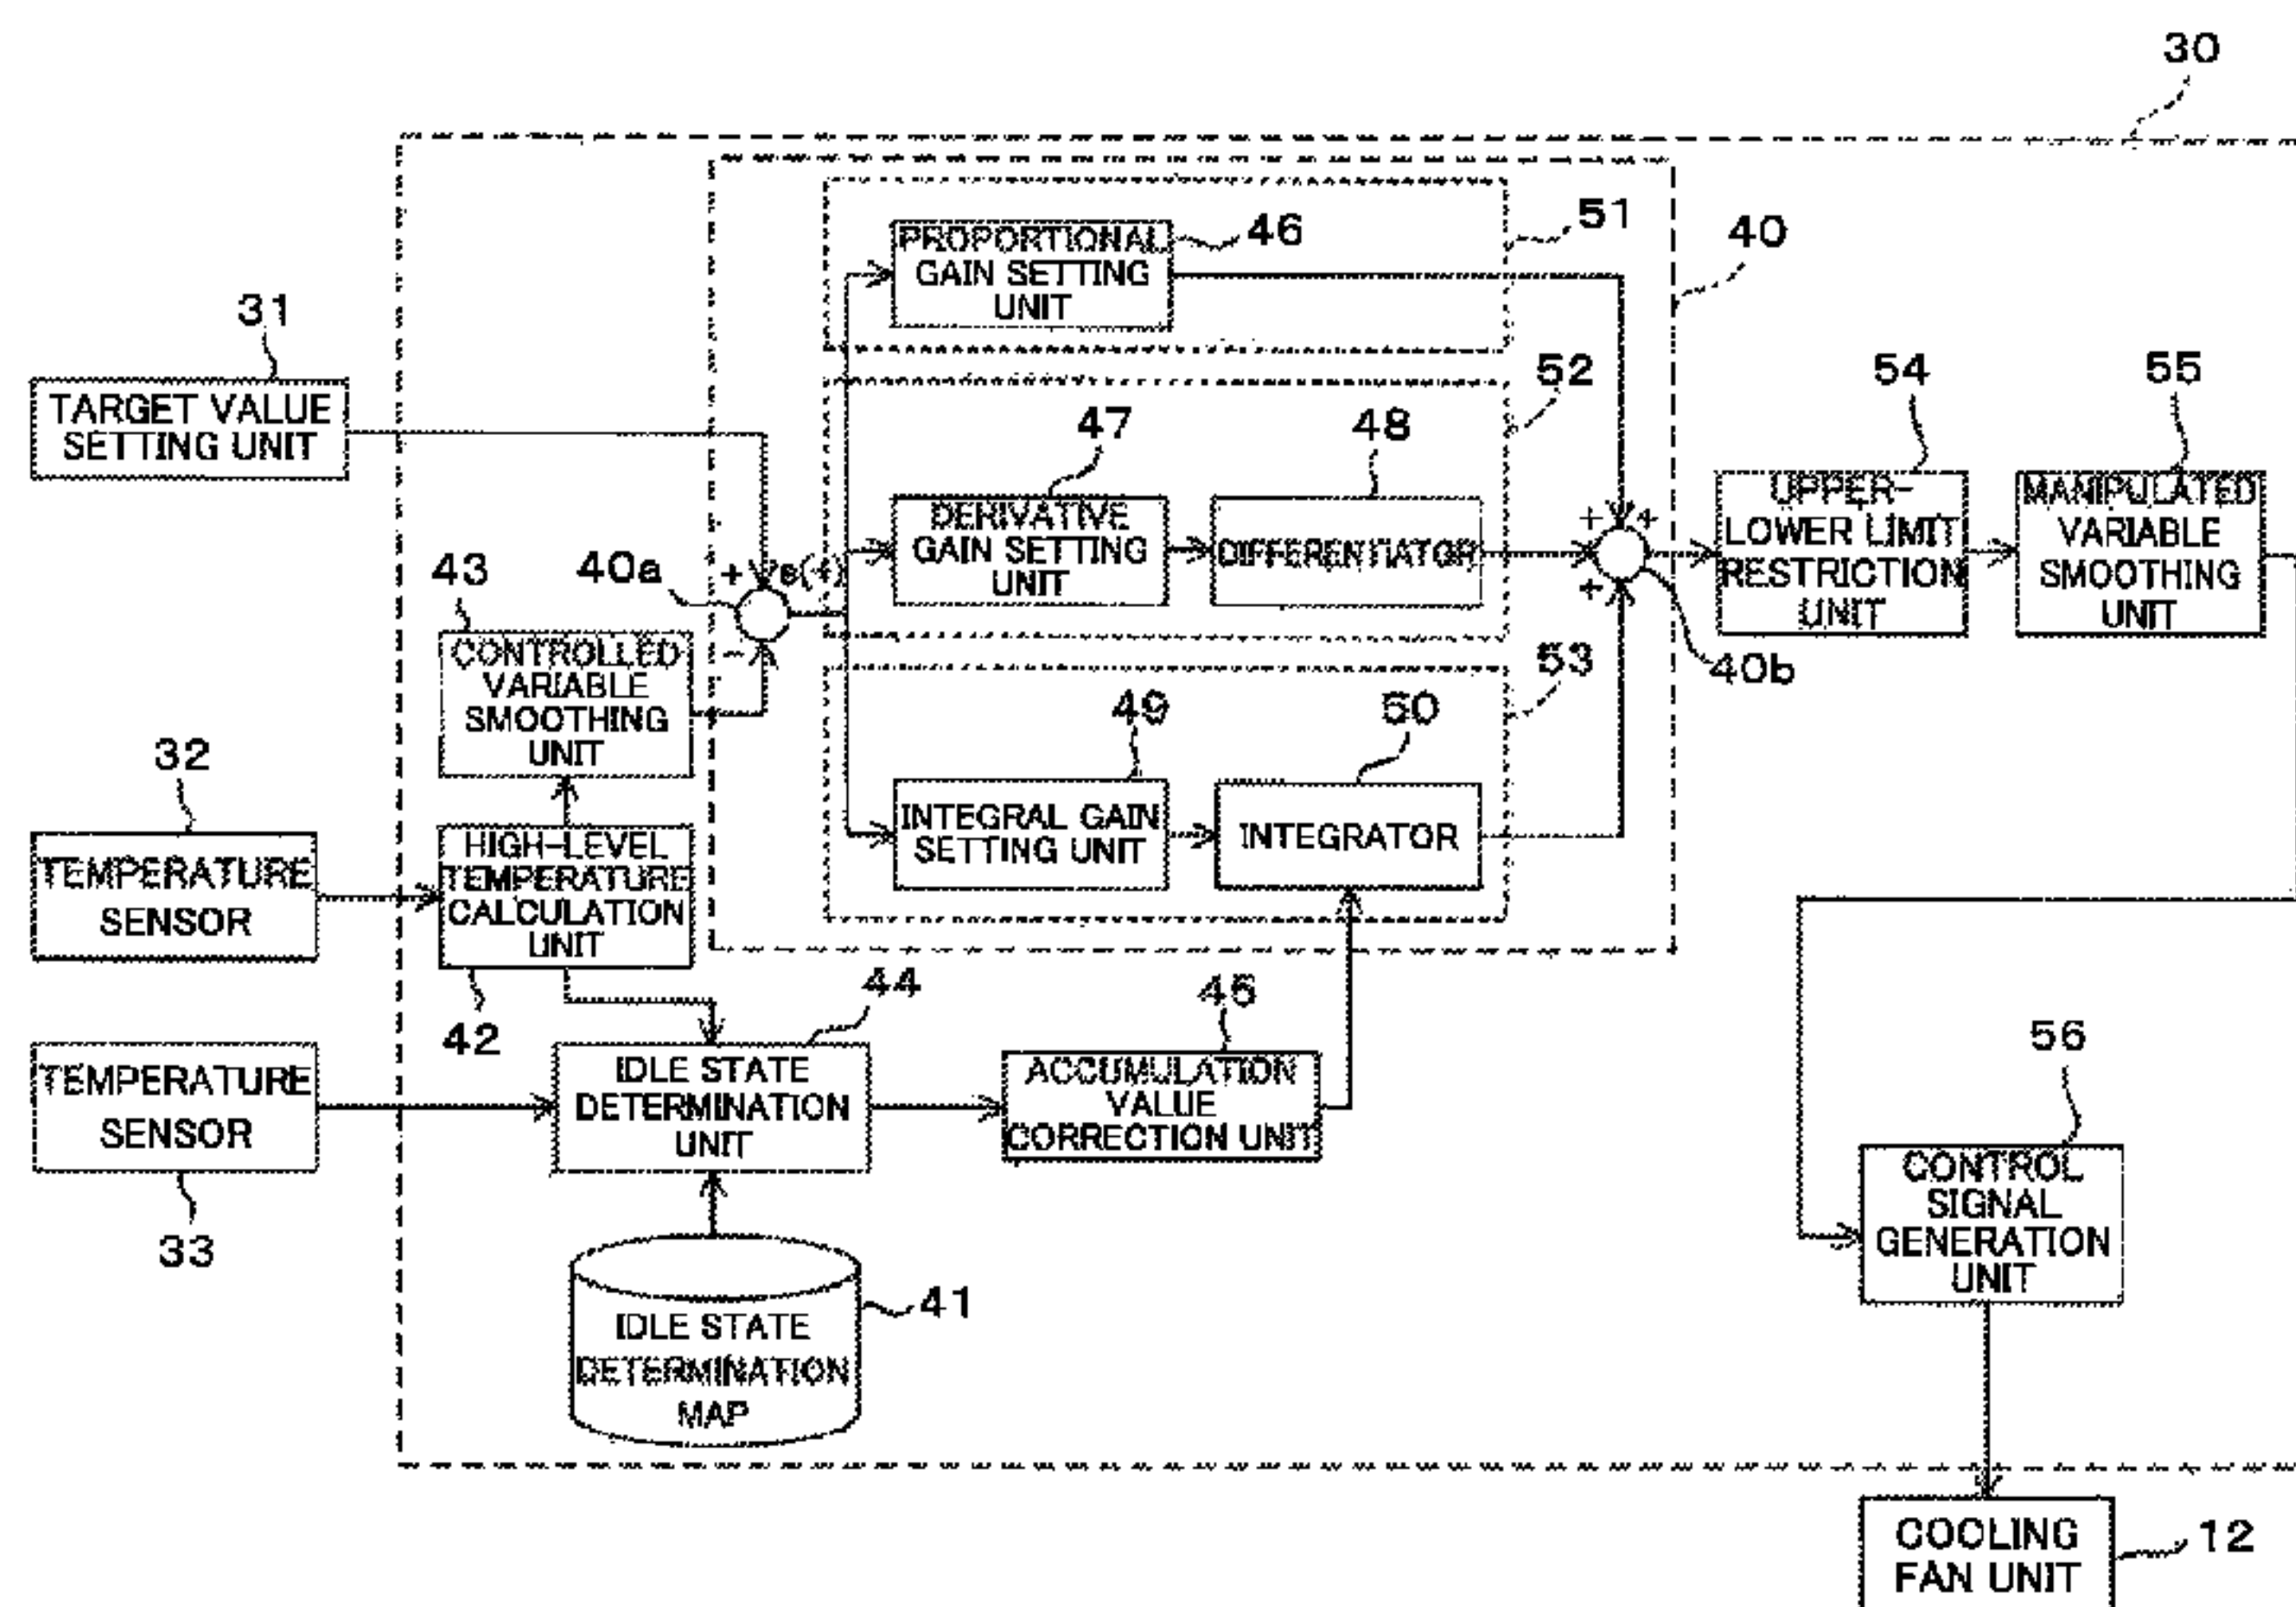 30
51
PROPORTIONAL
GAIN SETTING
UNIT
46
40
31
TARGET VALUE
SETTING UNIT
52
47
48
54
55
DERIVATIVE
GAIN SETTING
UNIT
DIFFERENTIATOR
+ +
+
UPPER-
LOWER LIMIT
RESTRICTION
UNIT
MANIPULATED
VARIABLE
SMOOTHING
UNIT
43
40a
+
-
40b
CONTROLLED
VARIABLE
SMOOTHING
UNIT
53
49
50
32
INTEGRAL GAIN
SETTING UNIT
INTEGRATOR
TEMPERATURE
SENSOR
HIGH-LEVEL
TEMPERATURE
CALCULATION
UNIT
42
44
45
TEMPERATURE
SENSOR
33
IDLE STATE
DETERMINATION
UNIT
ACCUMULATION
VALUE
CORRECTION UNIT
56
CONTROL
SIGNAL
GENERATION
UNIT
41
IDLE STATE
DETERMINATION
MAP
COOLING
FAN UNIT
12